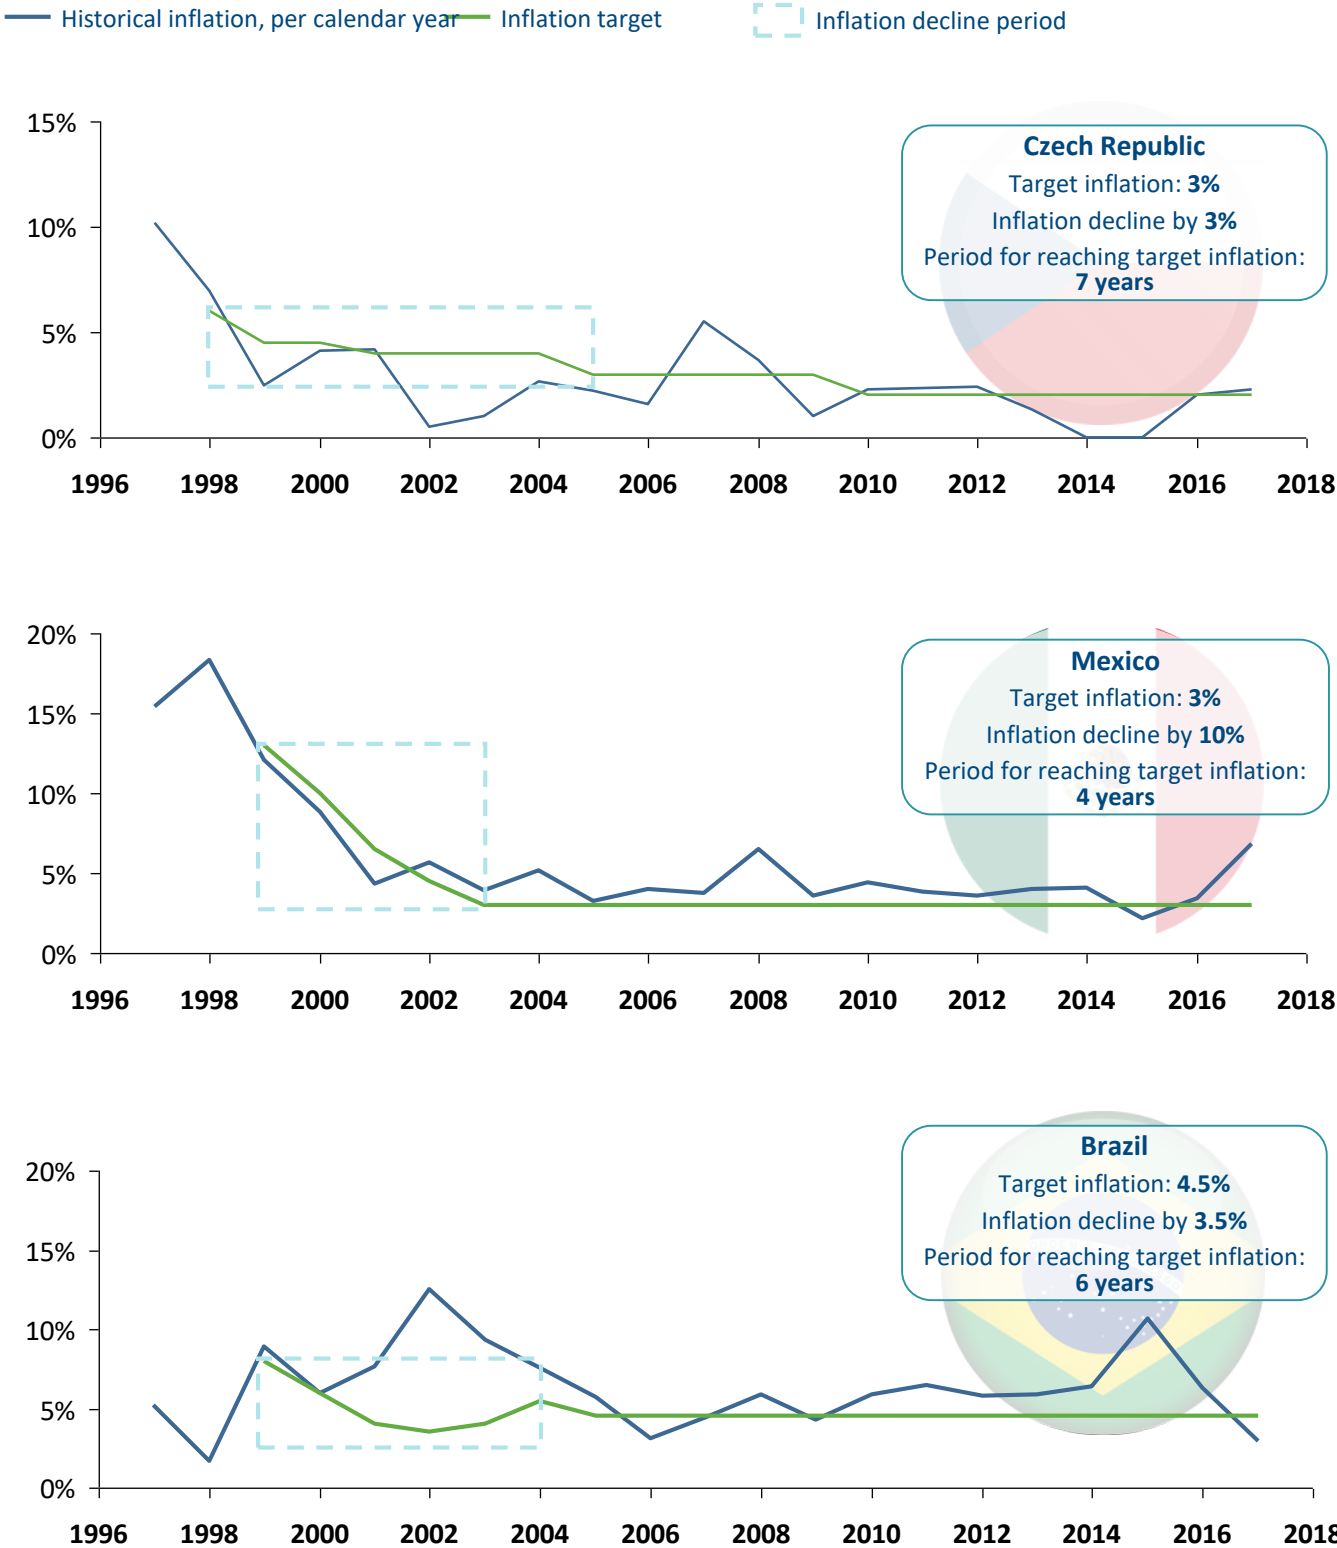 Historical inflation, per calendar year
Inflation target
Inflation decline period
15%
10%
5%
0%
1996 1998 2000 2002 2004 2006 2008 2010 2012 2014 2016 2018
Czech Republic
Target inflation: 3%
Inflation decline by 3%
Period for reaching target inflation:
7 years
20%
15%
10%
5%
0%
1996 1998 2000 2002 2004 2006 2008 2010 2012 2014 2016 2018
Mexico
Target inflation: 3%
Inflation decline by 10%
Period for reaching target inflation:
4 years
20%
15%
10%
5%
0%
1996 1998 2000 2002 2004 2006 2008 2010 2012 2014 2016 2018
Brazil
Target inflation: 4.5%
Inflation decline by 3.5%
Period for reaching target inflation:
6 years